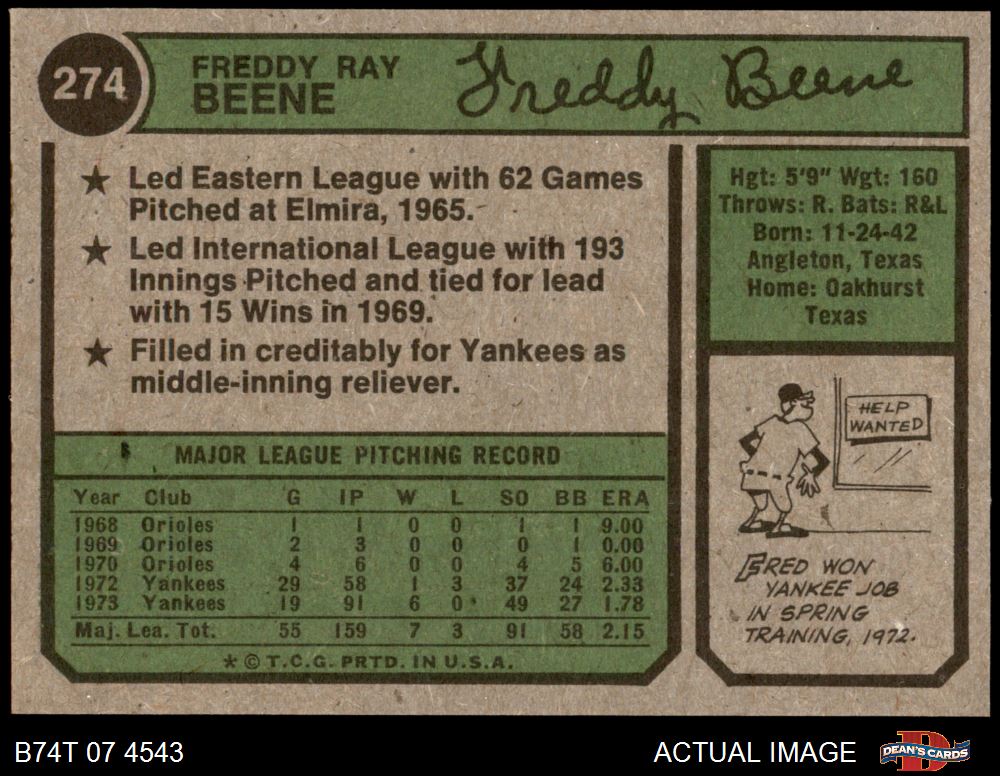 274
FREDDY RAY
BEENE
Freddy Beene
★ Led Eastern League with 62 Games
Pitched at Elmira, 1965.
★ Led International League with 193
Innings Pitched and tied for lead
with 15 Wins in 1969.
★ Filled in creditably for Yankees as
middle-inning reliever.
Hgt: 5'9" Wgt: 160
Throws: R. Bats: R&L
Born: 11-24-42
Angleton, Texas
Home: Oakhurst
Texas
MAJOR LEAGUE PITCHING RECORD
Year Club G IP W L SO BB ERA
1968 Orioles 1 1 0 0 1 1 9.00
1969 Orioles 2 3 0 0 0 1 0.00
1970 Orioles 4 6 0 0 4 5 6.00
1972 Yankees 29 58 1 3 37 24 2.33
1973 Yankees 19 91 6 0 49 27 1.78
Maj. Lea. Tot. 55 159 7 3 91 58 2.15
★ © T.C.G. PRTD. IN U.S.A.
HELP
WANTED
FRED WON
YANKEE JOB
IN SPRING
TRAINING, 1972.
B74T 07 4543
ACTUAL IMAGE
D
DEAN'S CARDS